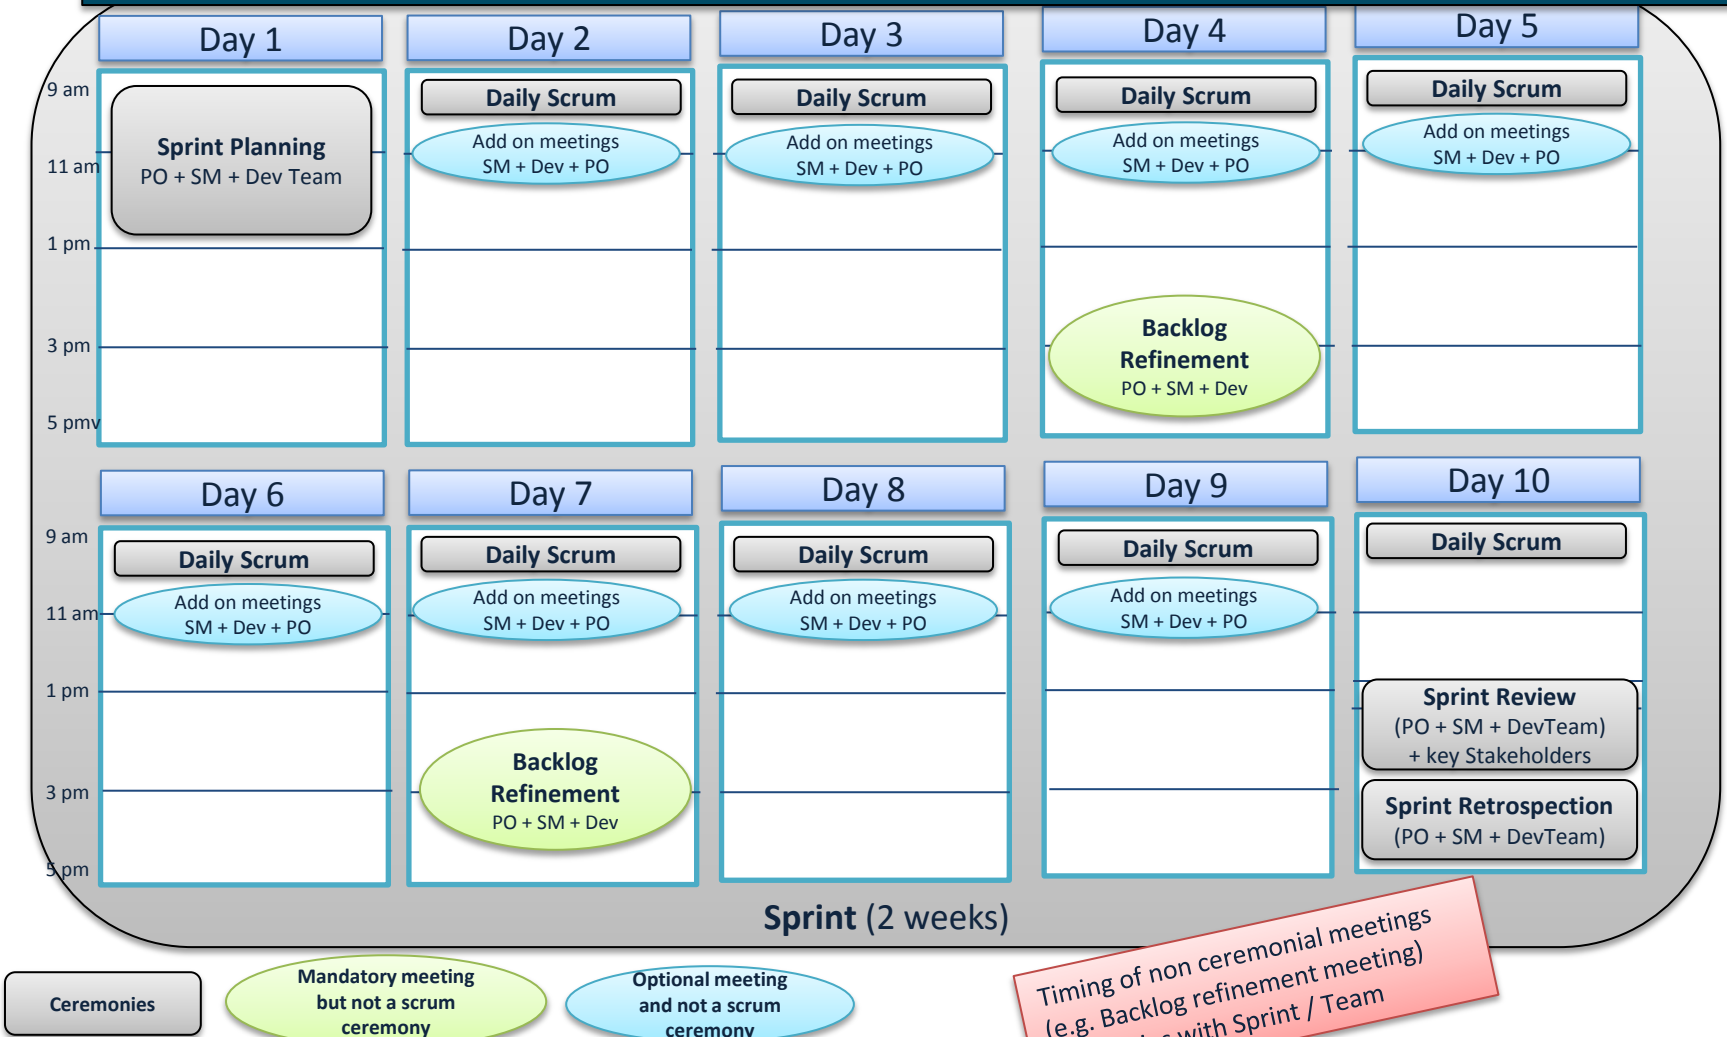 Day 1
Day 2
Day 3
Day 4
Day 5
9 am
11 am
1 pm
3 pm
5 pmv
Sprint Planning
PO + SM + Dev Team
Daily Scrum
Add on meetings
SM + Dev + PO
Daily Scrum
Add on meetings
SM + Dev + PO
Daily Scrum
Add on meetings
SM + Dev + PO
Backlog
Refinement
PO + SM + Dev
Daily Scrum
Add on meetings
SM + Dev + PO
Day 6
Day 7
Day 8
Day 9
Day 10
9 am
11 am
1 pm
3 pm
5 pm
Daily Scrum
Add on meetings
SM + Dev + PO
Daily Scrum
Add on meetings
SM + Dev + PO
Backlog
Refinement
PO + SM + Dev
Daily Scrum
Add on meetings
SM + Dev + PO
Daily Scrum
Add on meetings
SM + Dev + PO
Daily Scrum
Sprint Review
(PO + SM + DevTeam)
+ key Stakeholders
Sprint Retrospection
(PO + SM + DevTeam)
Sprint (2 weeks)
Ceremonies
Mandatory meeting
but not a scrum
ceremony
Optional meeting
and not a scrum
ceremony
Timing of non ceremonial meetings
(e.g. Backlog refinement meeting)
with Sprint / Team